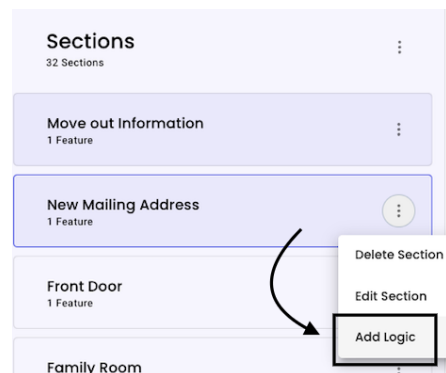 Sections
32 Sections
Move out Information
1 Feature
New Mailing Address
1 Feature
Delete Section
Front Door
Edit Section
1 Feature
Add Logic
Family Room